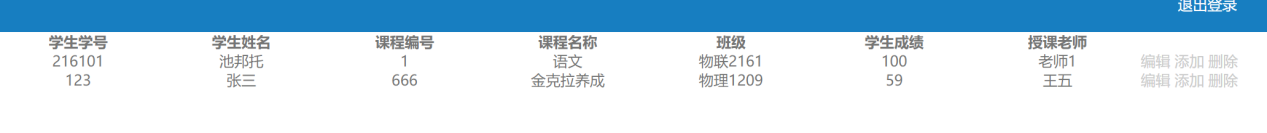 退出登录
学生学号 学生姓名 课程编号 课程名称 班级 学生成绩 授课老师
216101 池邦托 1 语文 物联2161 100 老师1 编辑 添加 删除
123 张三 666 金克拉养成 物理1209 59 王五 编辑 添加 删除